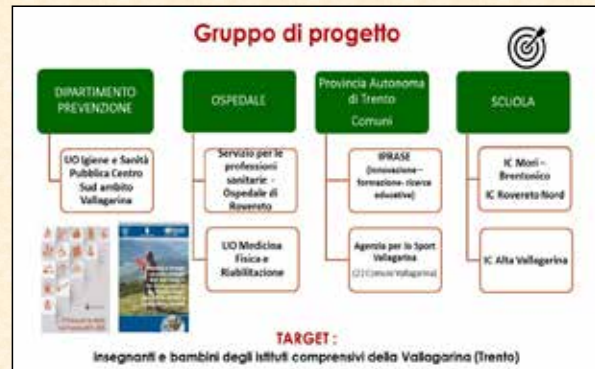 Gruppo di progetto
DIPARTIMENTO
PREVENZIONE
UO Igiene e Sanità
Pubblica Centro
Sud ambito
Vallagarina
OSPEDALE
Servizio per le
professioni
sanitarie -
Ospedale di
Rovereto
UO Medicina
Fisica e
Riabilitazione
Provincia Autonoma
di Trento
Comuni
IPRASE
(innovazione –
formazione- ricerca
educativa)
Agenzia per lo Sport
Vallagarina
(22 Comuni Vallagarina)
SCUOLA
IC Mori –
Brentonico
IC Rovereto Nord
IC Alta Vallagarina
TARGET :
insegnanti e bambini degli istituti comprensivi della Vallagarina (Trento)